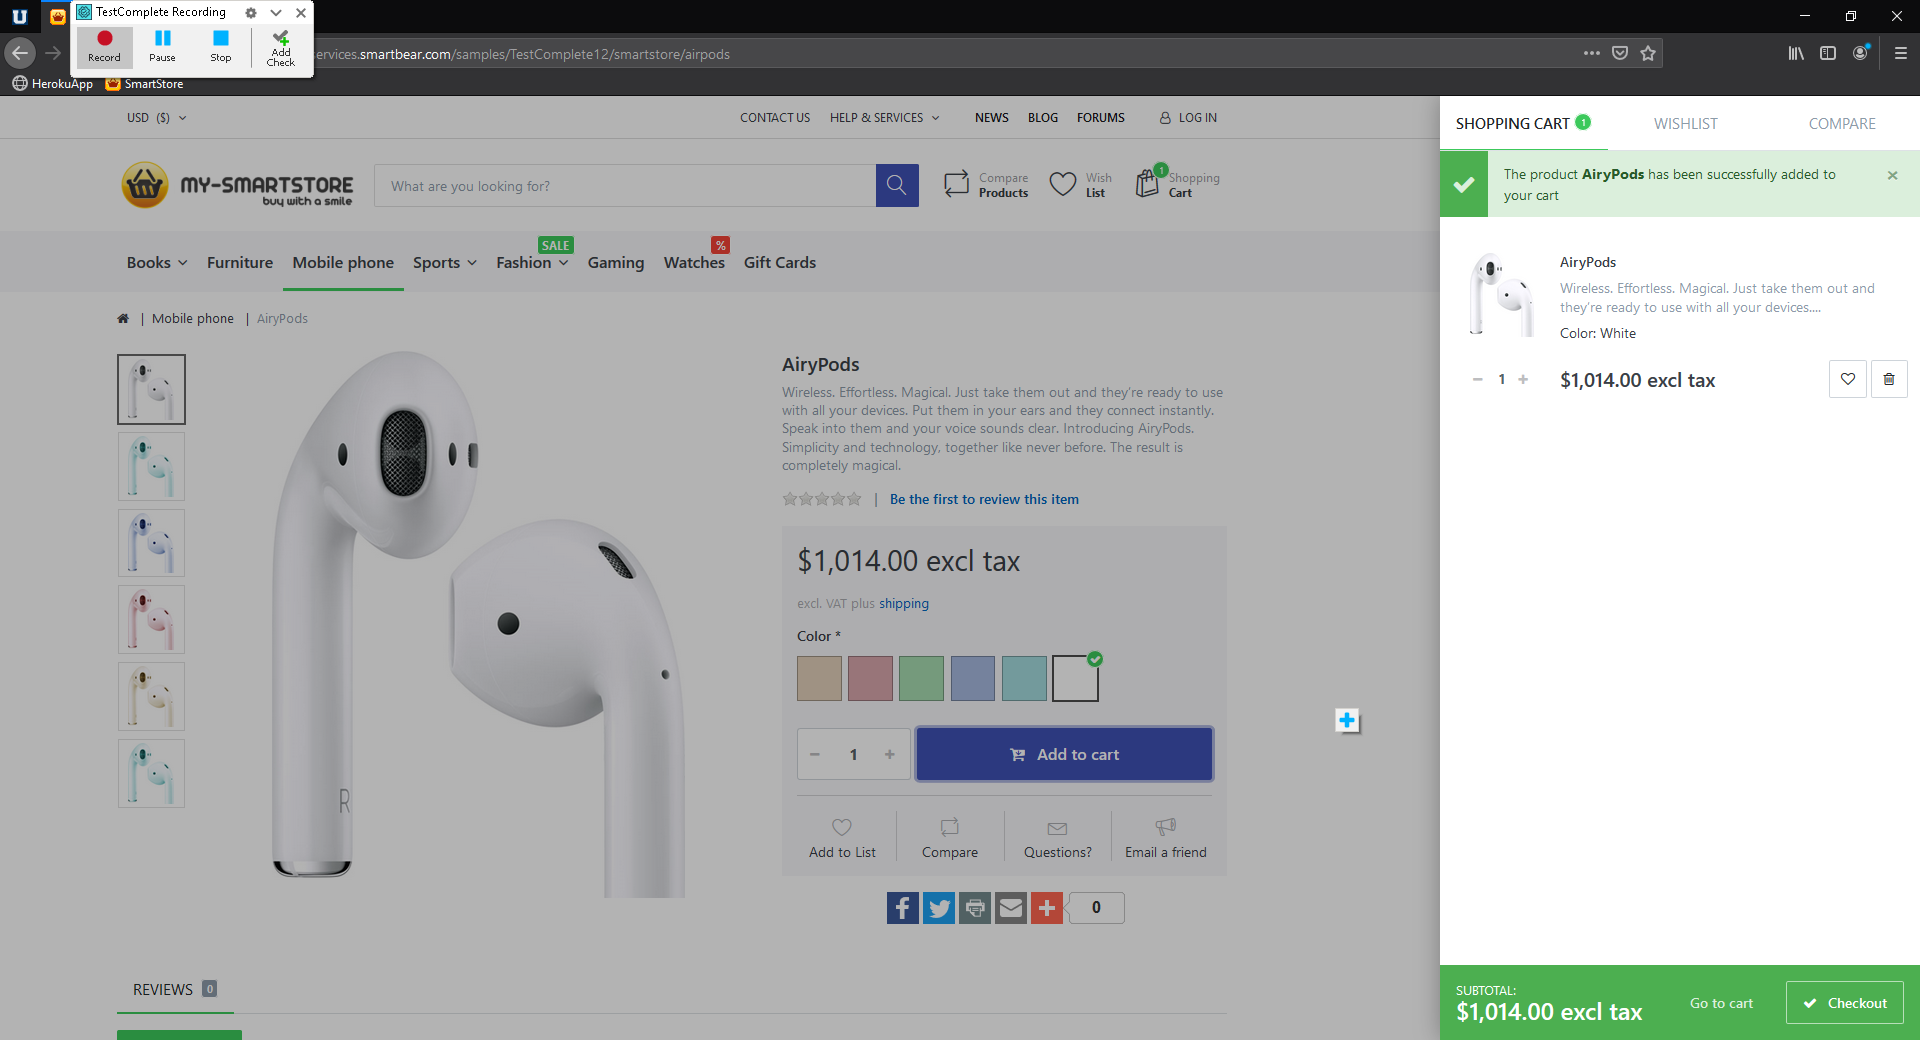 TestComplete Recording
Record
Pause
Stop
Add
Check
ervices.smartbear.com/samples/TestComplete12/smartstore/airpods
HerokuApp
SmartStore
USD ($)
CONTACT US
HELP & SERVICES
NEWS
BLOG
FORUMS
LOG IN
MY-SMARTSTORE
buy with a smile
What are you looking for?
Compare
Products
Wish
List
1
Shopping
Cart
SALE
%
Books
Furniture
Mobile phone
Sports
Fashion
Gaming
Watches
Gift Cards
| Mobile phone | AiryPods
R
AiryPods
Wireless. Effortless. Magical. Just take them out and they're ready to use
with all your devices. Put them in your ears and they connect instantly.
Speak into them and your voice sounds clear. Introducing AiryPods.
Simplicity and technology, together like never before. The result is
completely magical.
| Be the first to review this item
$1,014.00 excl tax
excl. VAT plus shipping
Color *
1
Add to cart
Add to List
Compare
Questions?
Email a friend
0
REVIEWS 0
SHOPPING CART 1
WISHLIST
COMPARE
The product AiryPods has been successfully added to
your cart
AiryPods
Wireless. Effortless. Magical. Just take them out and
they're ready to use with all your devices....
Color: White
1
$1,014.00 excl tax
SUBTOTAL:
$1,014.00 excl tax
Go to cart
Checkout